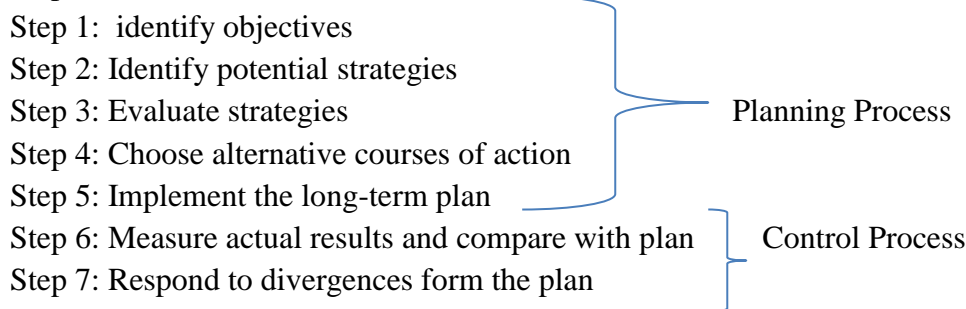 Step 1:  identify objectives
Step 2: Identify potential strategies
Step 3: Evaluate strategies
Planning Process
Step 4: Choose alternative courses of action
Step 5: Implement the long-term plan
Step 6: Measure actual results and compare with plan
Control Process
Step 7: Respond to divergences form the plan